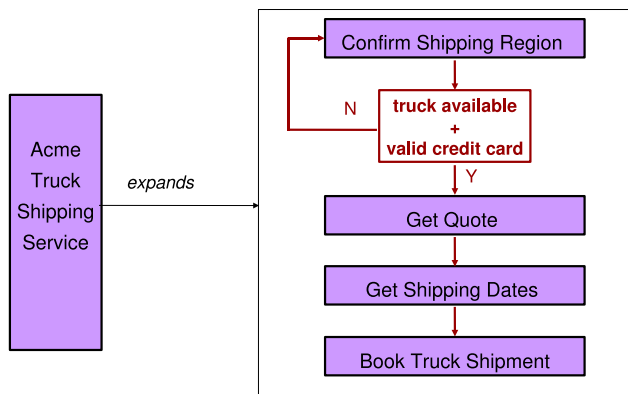 Acme
Truck
Shipping
Service
expands
Confirm Shipping Region
N
truck available
+
valid credit card
Y
Get Quote
Get Shipping Dates
Book Truck Shipment